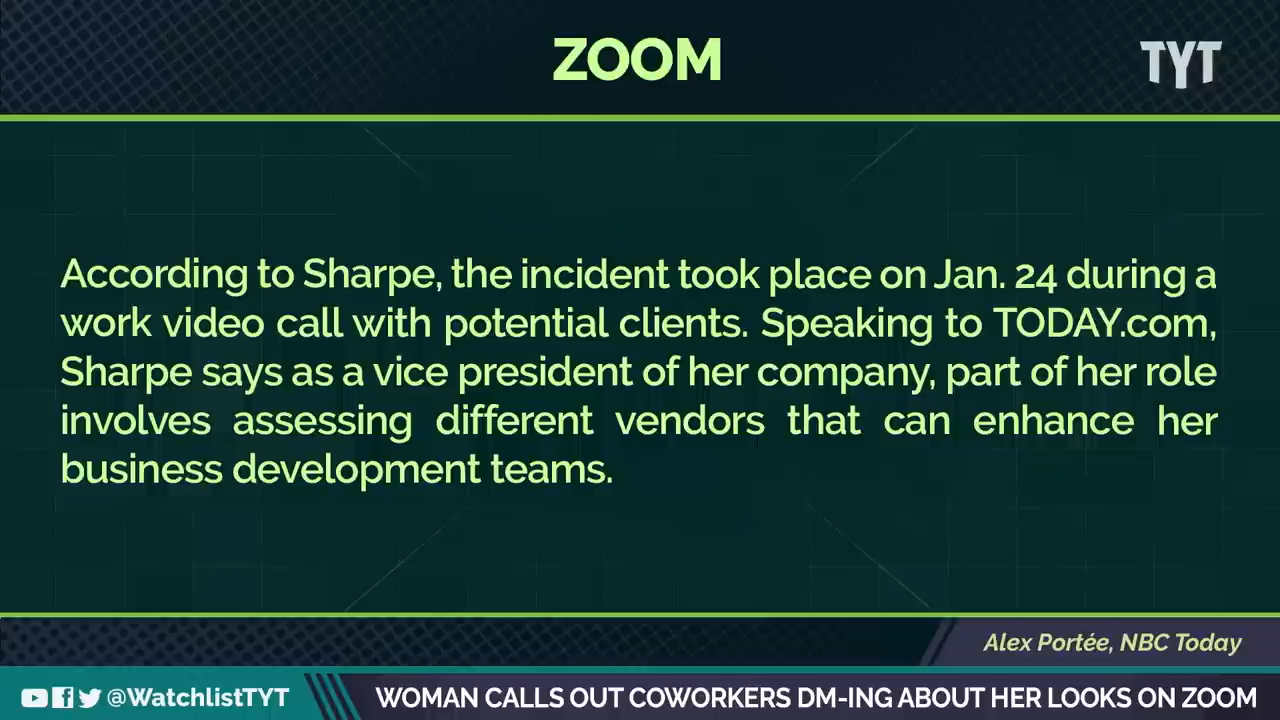 ZOOM
TYT
According to Sharpe, the incident took place on Jan. 24 during a
work video call with potential clients. Speaking to TODAY.com,
Sharpe says as a vice president of her company, part of her role
involves assessing different vendors that can enhance her
business development teams.
Alex Portée, NBC Today
@WatchlistTYT
WOMAN CALLS OUT COWORKERS DM-ING ABOUT HER LOOKS ON ZOOM